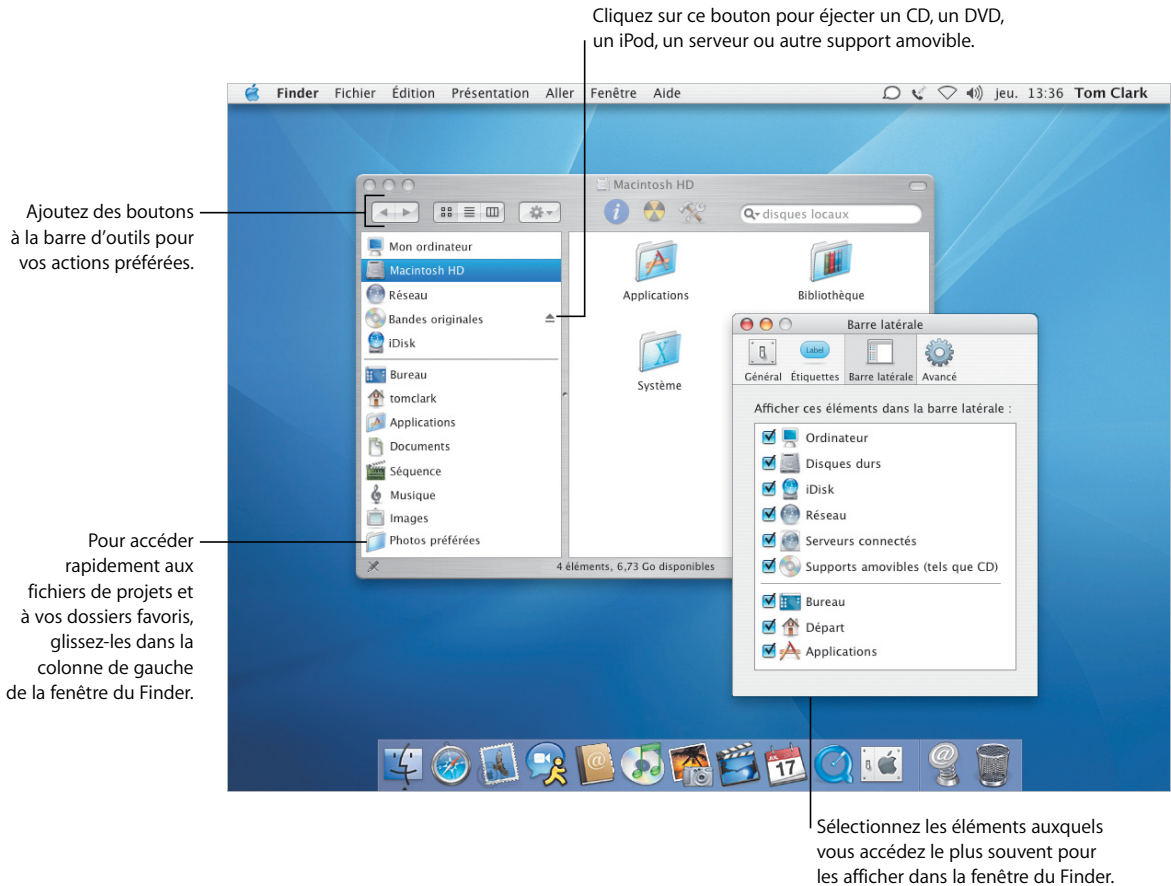 Cliquez sur ce bouton pour éjecter un CD, un DVD,
un iPod, un serveur ou autre support amovible.
Finder Fichier Édition Présentation Aller Fenêtre Aide jeu. 13:36 Tom Clark
Macintosh HD
disques locaux
Ajoutez des boutons
à la barre d'outils pour
vos actions préférées.
Mon ordinateur
Macintosh HD
Réseau
Bandes originales
iDisk
Bureau
tomclark
Applications
Documents
Séquence
Musique
Images
Photos préférées
Applications
Bibliothèque
Système
4 éléments, 6,73 Go disponibles
Barre latérale
Label
Général Étiquettes Barre latérale Avancé
Afficher ces éléments dans la barre latérale :
Ordinateur
Disques durs
iDisk
Réseau
Serveurs connectés
Supports amovibles (tels que CD)
Bureau
Départ
Applications
Pour accéder
rapidement aux
fichiers de projets et
à vos dossiers favoris,
glissez-les dans la
colonne de gauche
de la fenêtre du Finder.
JUL
17
Sélectionnez les éléments auxquels
vous accédez le plus souvent pour
les afficher dans la fenêtre du Finder.